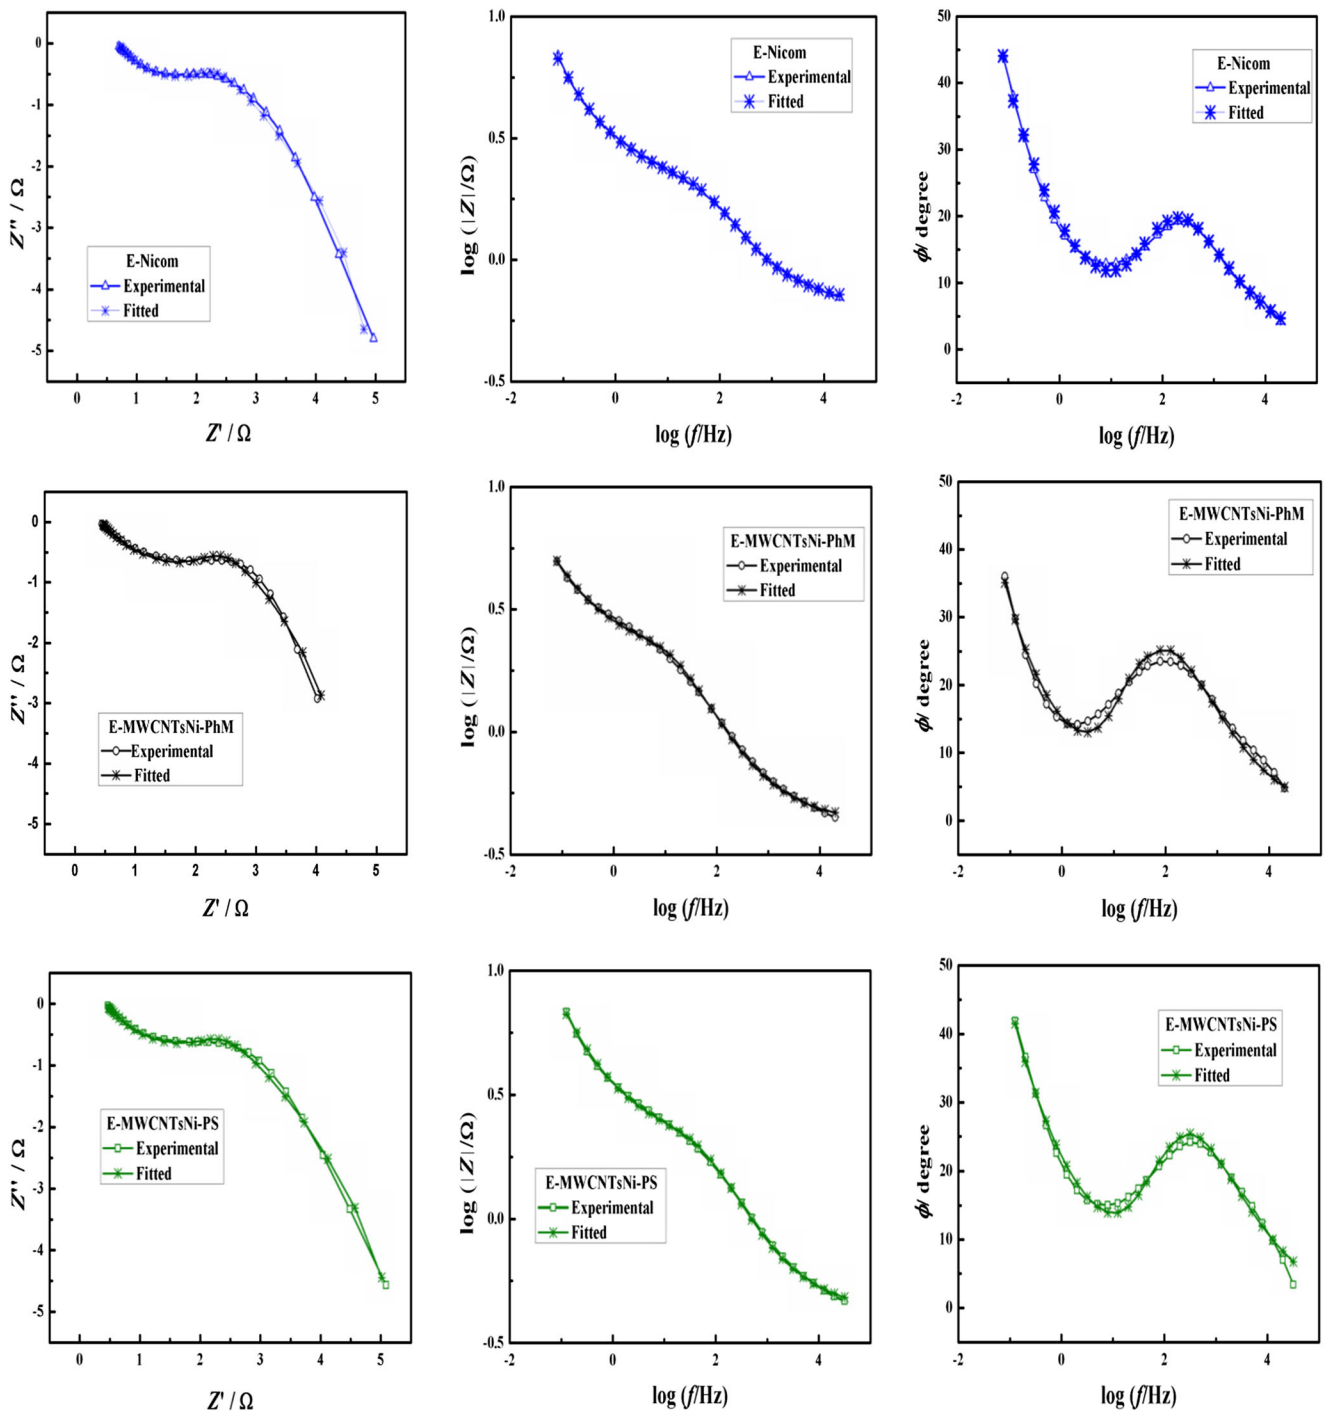 0
-1
-2
-3
-4
-5
Z'' / Ω
E-Nicom
Experimental
Fitted
0 1 2 3 4 5
Z' / Ω
1.0
0.5
0.0
-0.5
log (|Z|/Ω)
E-Nicom
Experimental
Fitted
0 2 4
log (f/Hz)
50
40
30
20
10
0
ϕ/ degree
E-Nicom
Experimental
Fitted
-2 0 2 4
log (f/Hz)
0
-1
-2
-3
-4
-5
Z'' / Ω
E-MWCNTsNi-PhM
Experimental
Fitted
0 1 2 3 4 5
Z' / Ω
1.0
0.5
0.0
-0.5
log (|Z|/Ω)
E-MWCNTsNi-PhM
Experimental
Fitted
0 2 4
log (f/Hz)
50
40
30
20
10
0
ϕ/ degree
E-MWCNTsNi-PhM
Experimental
Fitted
-2 0 2 4
log (f/Hz)
0
-1
-2
-3
-4
-5
Z'' / Ω
E-MWCNTsNi-PS
Experimental
Fitted
0 1 2 3 4 5
Z' / Ω
1.0
0.5
0.0
-0.5
log (|Z|/Ω)
E-MWCNTsNi-PS
Experimental
Fitted
0 2 4
log (f/Hz)
50
40
30
20
10
0
ϕ/ degree
E-MWCNTsNi-PS
Experimental
Fitted
-2 0 2 4
log (f/Hz)